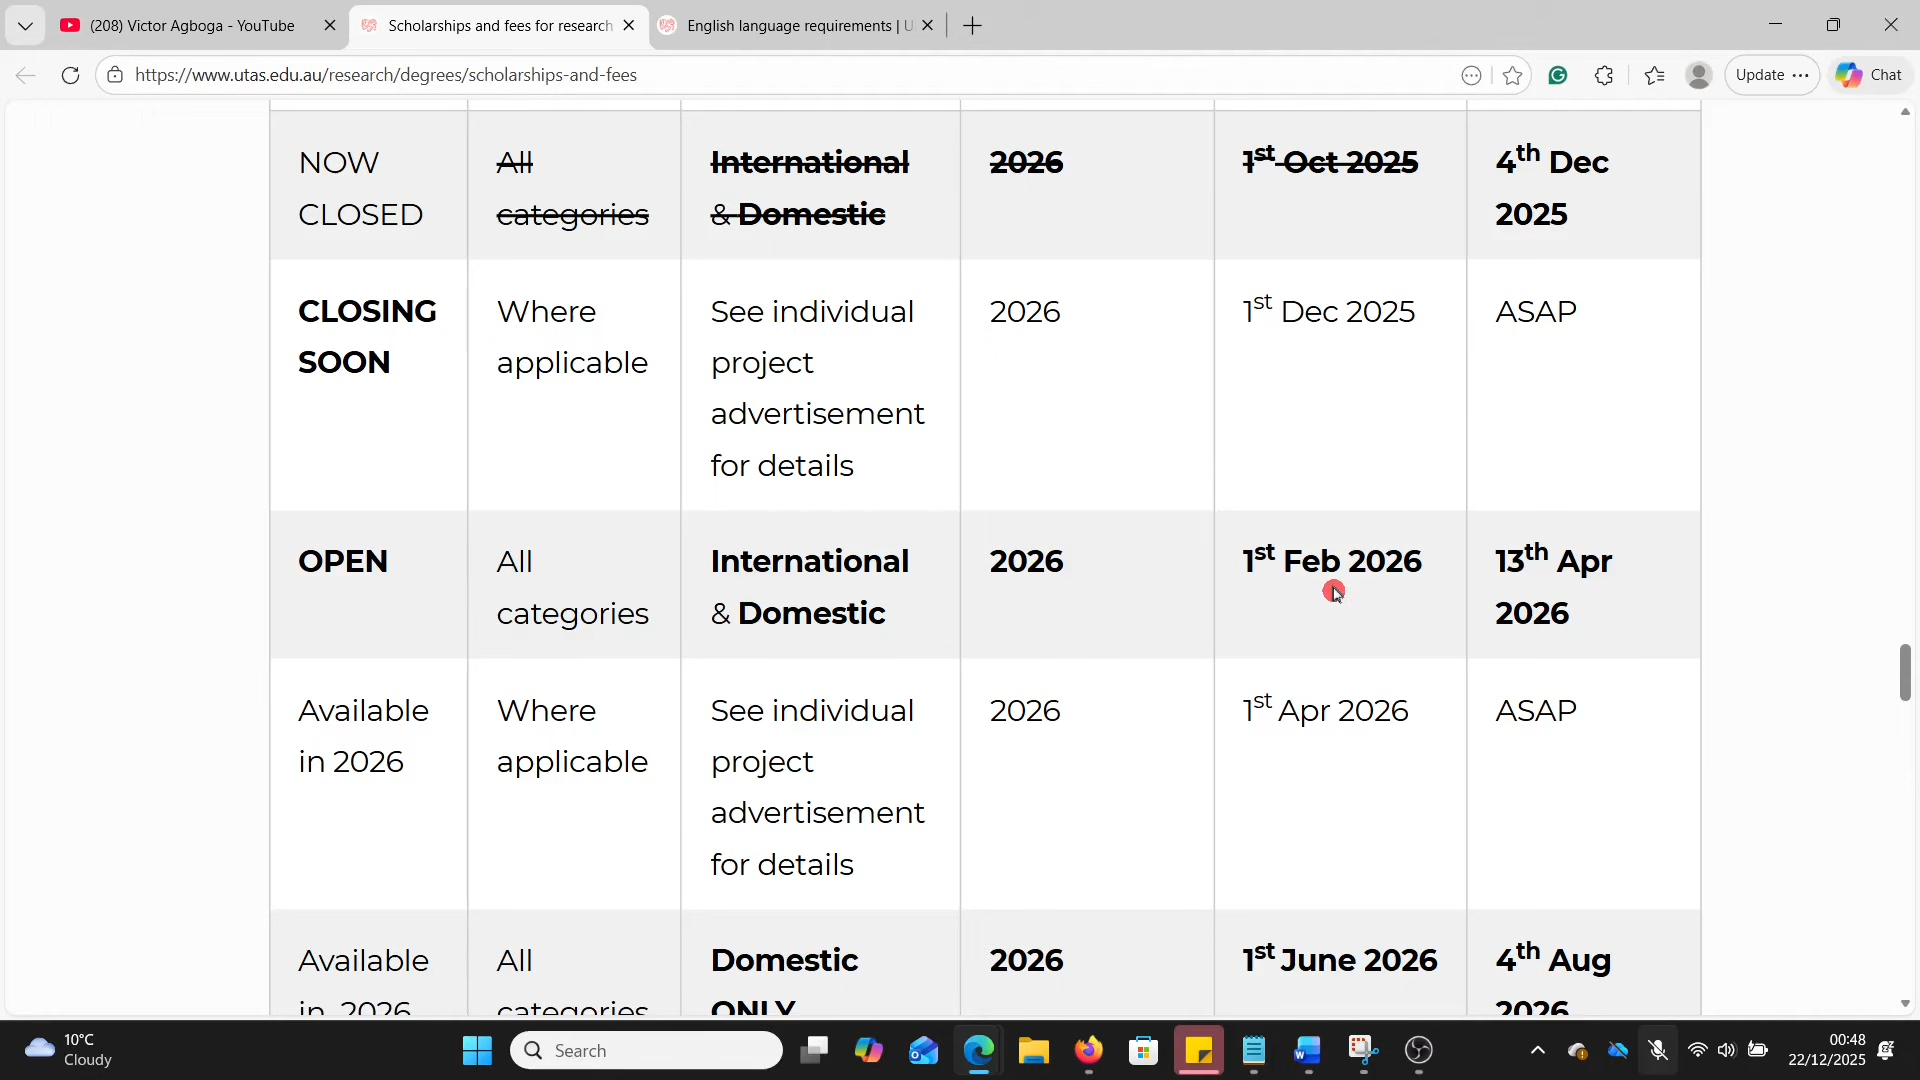 (208) Victor Agboga - YouTube
Scholarships and fees for research
English language requirements | U
https://www.utas.edu.au/research/degrees/scholarships-and-fees
Update
Chat
NOW CLOSED
All categories
International & Domestic
2026
1st Oct 2025
4th Dec 2025
CLOSING SOON
Where applicable
See individual project advertisement for details
2026
1st Dec 2025
ASAP
OPEN
All categories
International & Domestic
2026
1st Feb 2026
13th Apr 2026
Available in 2026
Where applicable
See individual project advertisement for details
2026
1st Apr 2026
ASAP
Available in 2026
All categories
Domestic ONLY
2026
1st June 2026
4th Aug 2026
10°C
Cloudy
Search
00:48
22/12/2025